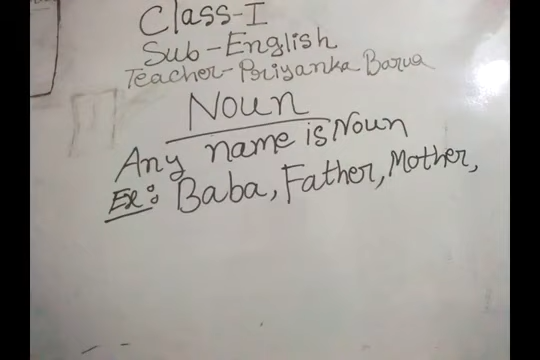 Class-I
Sub-English
Teacher-Priyanka Barua
Noun
Any name is Noun
Ex: Baba, Father, Mother,